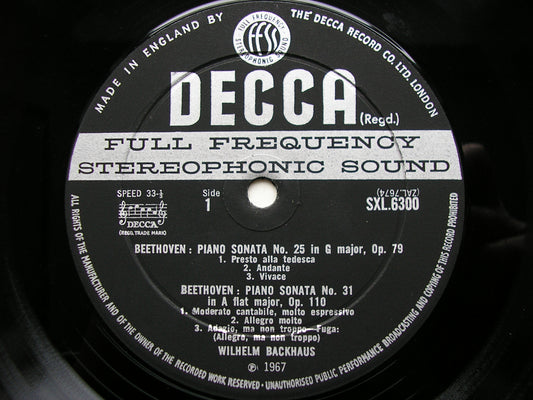 MADE IN ENGLAND BY
THE DECCA RECORD CO. LTD. LONDON
FULL FREQUENCY
ffss
STEREOPHONIC SOUND
DECCA
(Regd.)
FULL FREQUENCY
STEREOPHONIC SOUND
SPEED 33⅓
Side
1
(ZAL.7674)
SXL.6300
DECCA
(REGD. TRADE MARK)
BEETHOVEN : PIANO SONATA No. 25 in G major, Op. 79
1. Presto alla tedesca
2. Andante
3. Vivace
BEETHOVEN : PIANO SONATA No. 31
in A flat major, Op. 110
1. Moderato cantabile, molto espressivo
2. Allegro molto
3. Adagio, ma non troppo—Fuga:
(Allegro, ma non troppo)
WILHELM BACKHAUS
℗ 1967
ALL RIGHTS OF THE MANUFACTURER AND OF THE OWNER OF THE RECORDED WORK RESERVED · UNAUTHORISED PUBLIC PERFORMANCE BROADCASTING AND COPYING OF THIS RECORD PROHIBITED